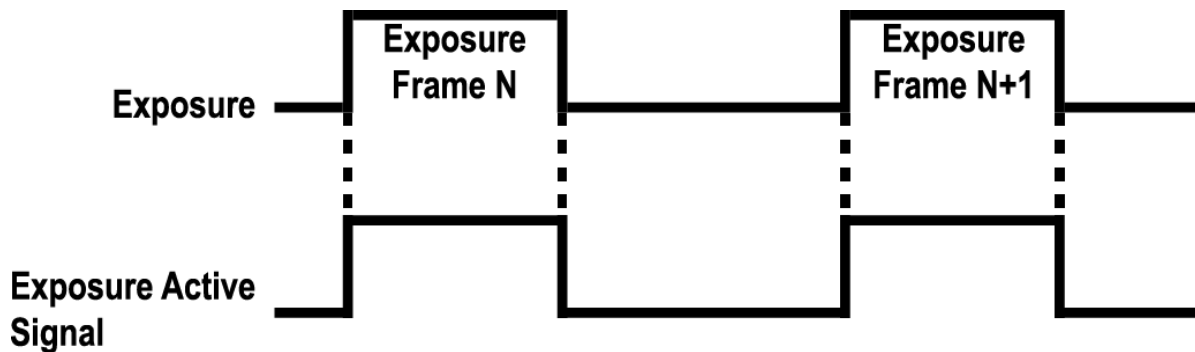 Exposure
Frame N
Exposure
Frame N+1
Exposure
Exposure Active
Signal